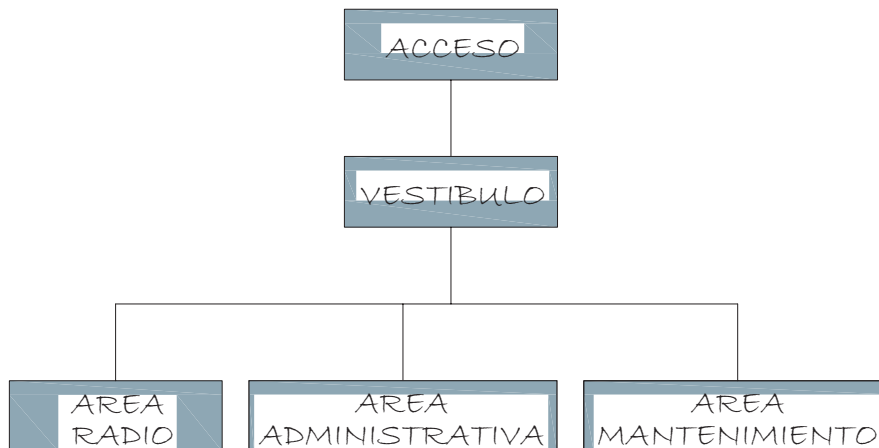 ACCESO
VESTIBULO
AREA
RADIO
AREA
ADMINISTRATIVA
AREA
MANTENIMIENTO